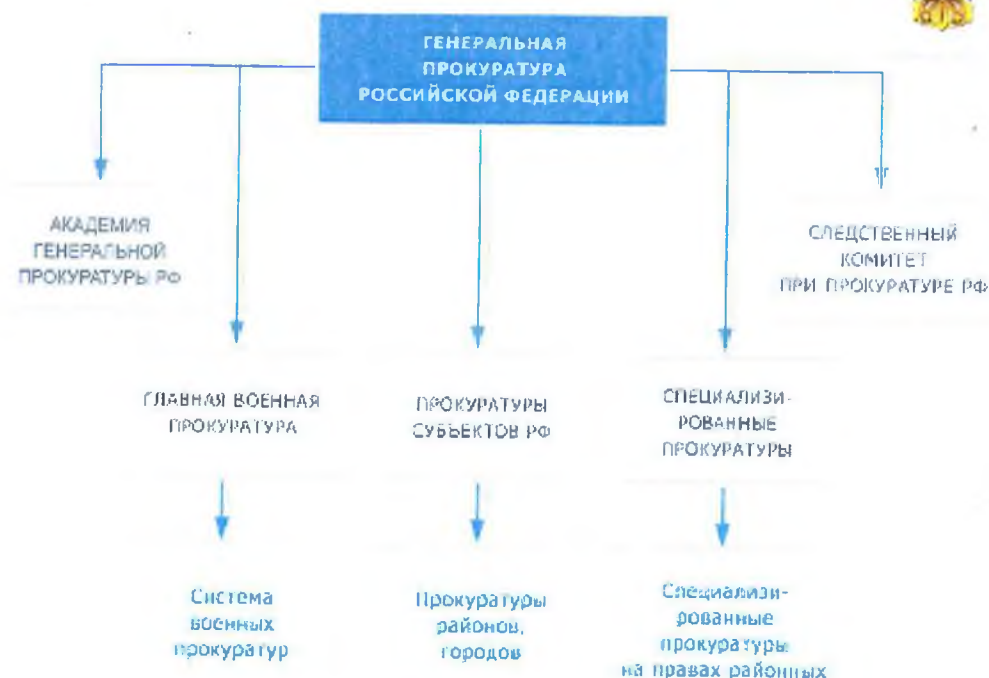 ГЕНЕРАЛЬНАЯ
ПРОКУРАТУРА
РОССИЙСКОЙ ФЕДЕРАЦИИ
АКАДЕМИЯ
ГЕНЕРАЛЬНОЙ
ПРОКУРАТУРЫ РФ
СЛЕДСТВЕННЫЙ
КОМИТЕТ
ПРИ ПРОКУРАТУРЕ РФ
ГЛАВНАЯ ВОЕННАЯ
ПРОКУРАТУРА
ПРОКУРАТУРЫ
СУБЪЕКТОВ РФ
СПЕЦИАЛИЗИ-
РОВАННЫЕ
ПРОКУРАТУРЫ
Система
военных
прокуратур
Прокуратуры
районов,
городов
Специализи-
рованные
прокуратуры
на правах районных